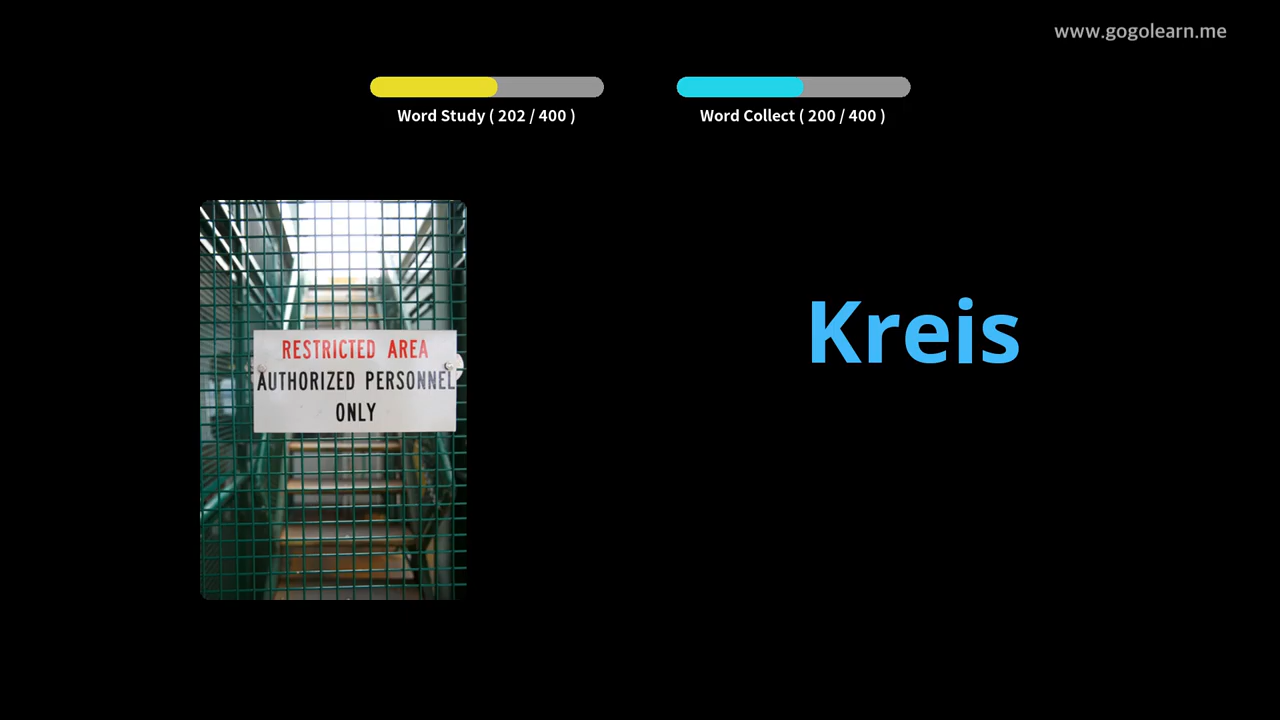 www.gogolearn.me
Word Study ( 202 / 400 )
Word Collect ( 200 / 400 )
RESTRICTED AREA
AUTHORIZED PERSONNEL
ONLY
Kreis